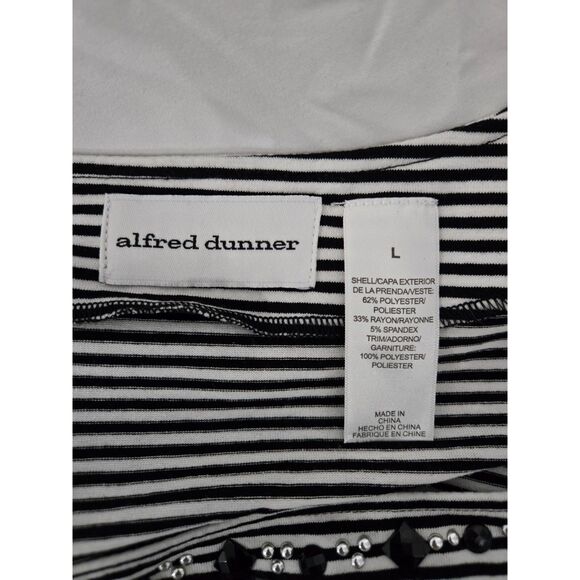 alfred dunner
L
SHELL/CAPA EXTERIOR
DE LA PRENDA/VESTE:
62% POLYESTER/
POLIESTER
33% RAYON/RAYONNE
5% SPANDEX
TRIM/ADORNO/
GARNITURE:
100% POLYESTER/
POLIESTER
MADE IN
CHINA
HECHO EN CHINA
FABRIQUE EN CHINE